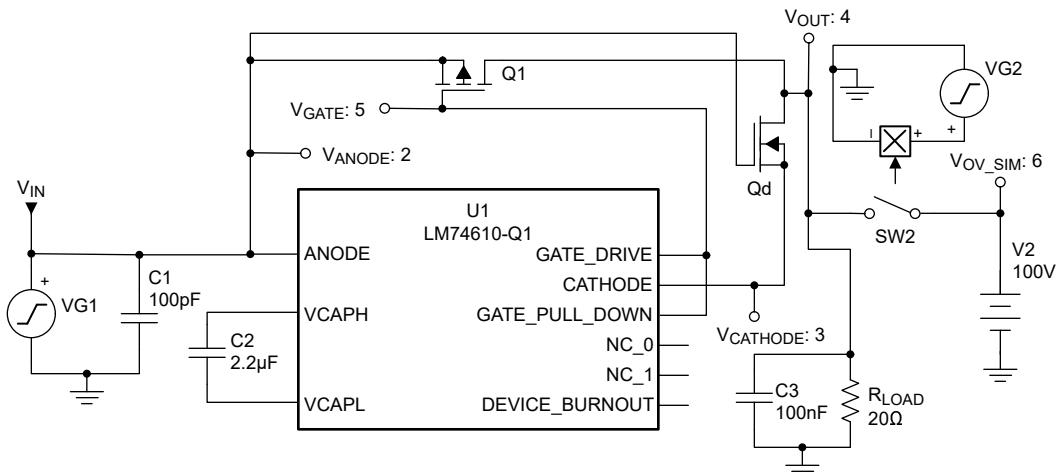 VOUT: 4
VG2
Q1
VGATE: 5
VANODE: 2
Qd
VOV_SIM: 6
VIN
U1
LM74610-Q1
SW2
V2
100V
ANODE
GATE_DRIVE
C1
100pF
VG1
CATHODE
VCAPH
GATE_PULL_DOWN
VCATHODE: 3
C2
2.2µF
NC_0
NC_1
VCAPL
DEVICE_BURNOUT
C3
100nF
RLOAD
20Ω
+
+
+
I